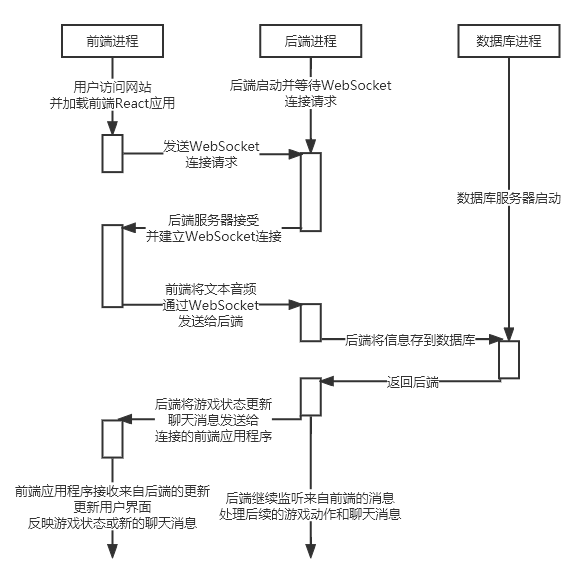 前端进程
后端进程
数据库进程
用户访问网站
并加载前端React应用
后端启动并等待WebSocket
连接请求
发送WebSocket
连接请求
数据库服务器启动
后端服务器接受
并建立WebSocket连接
前端将文本音频
通过WebSocket
发送给后端
后端将信息存到数据库
返回后端
后端将游戏状态更新
聊天消息发送给
连接的前端应用程序
前端应用程序接收来自后端的更新
更新用户界面
反映游戏状态或新的聊天消息
后端继续监听来自前端的消息
处理后续的游戏动作和聊天消息